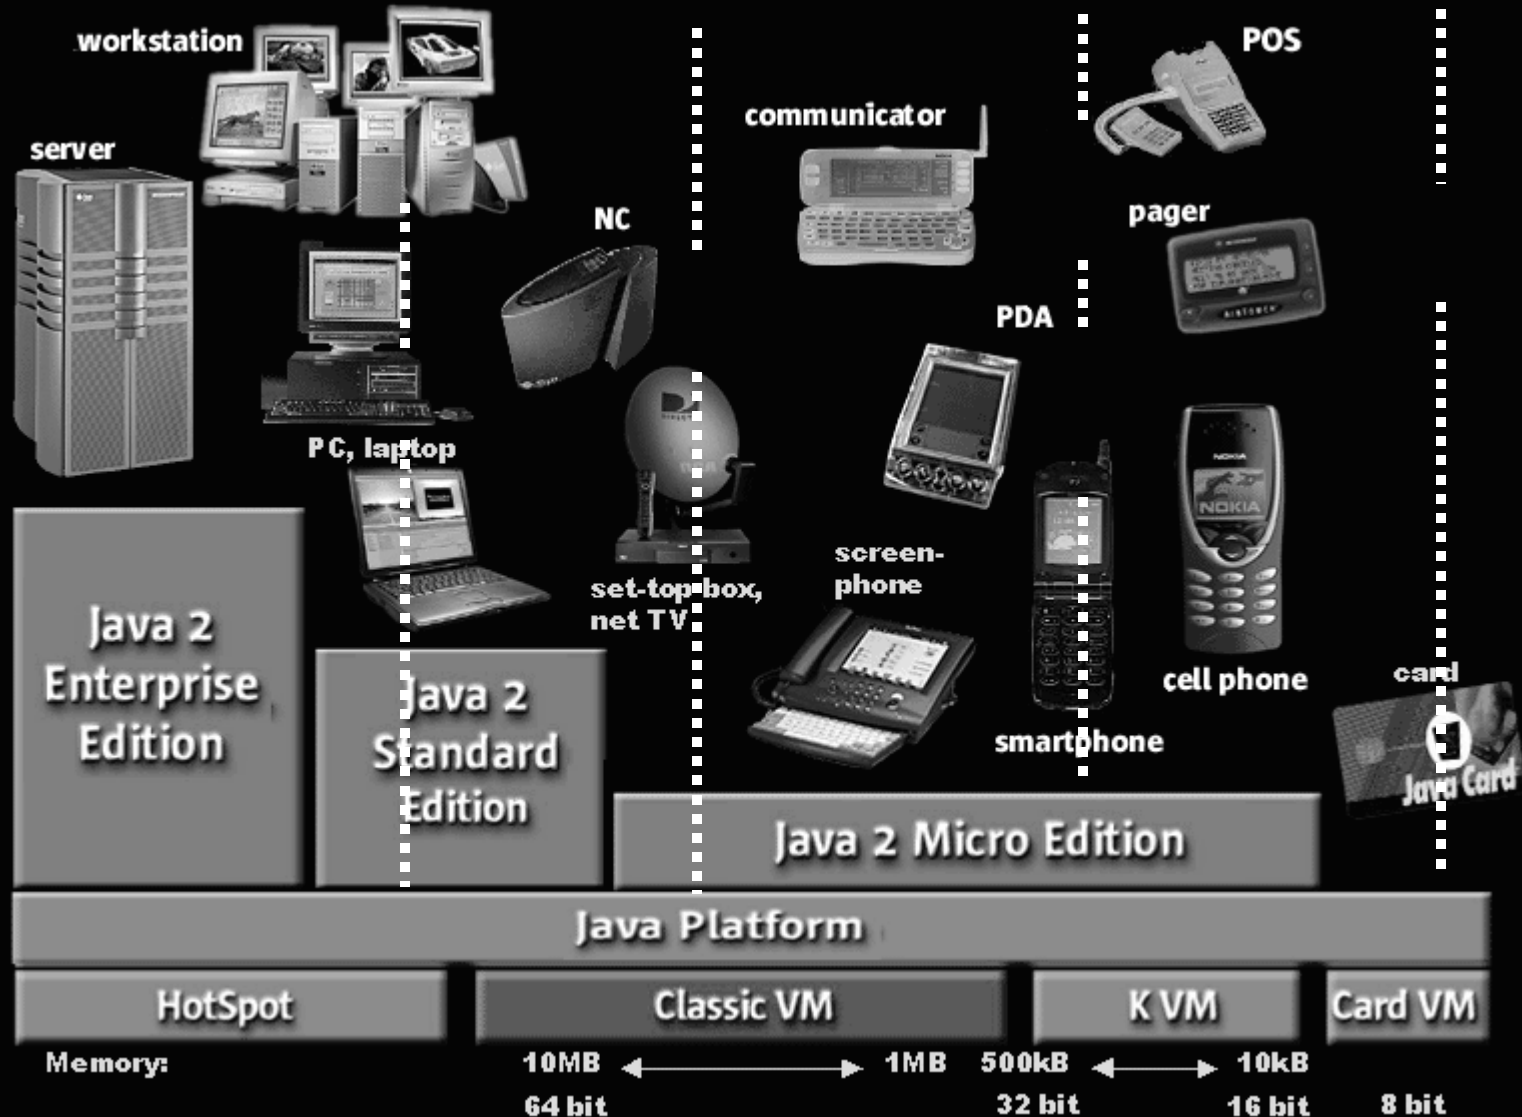 workstation
POS
communicator
server
pager
NC
PDA
PC, laptop
NOKIA
NOKIA
screen-
phone
set-top box,
net TV
cell phone
card
smartphone
Java Card
Java 2
Enterprise
Edition
Java 2
Standard
Edition
Java 2 Micro Edition
Java Platform
HotSpot
Classic VM
K VM
Card VM
Memory:
10MB
1MB
500kB
10kB
64 bit
32 bit
16 bit
8 bit